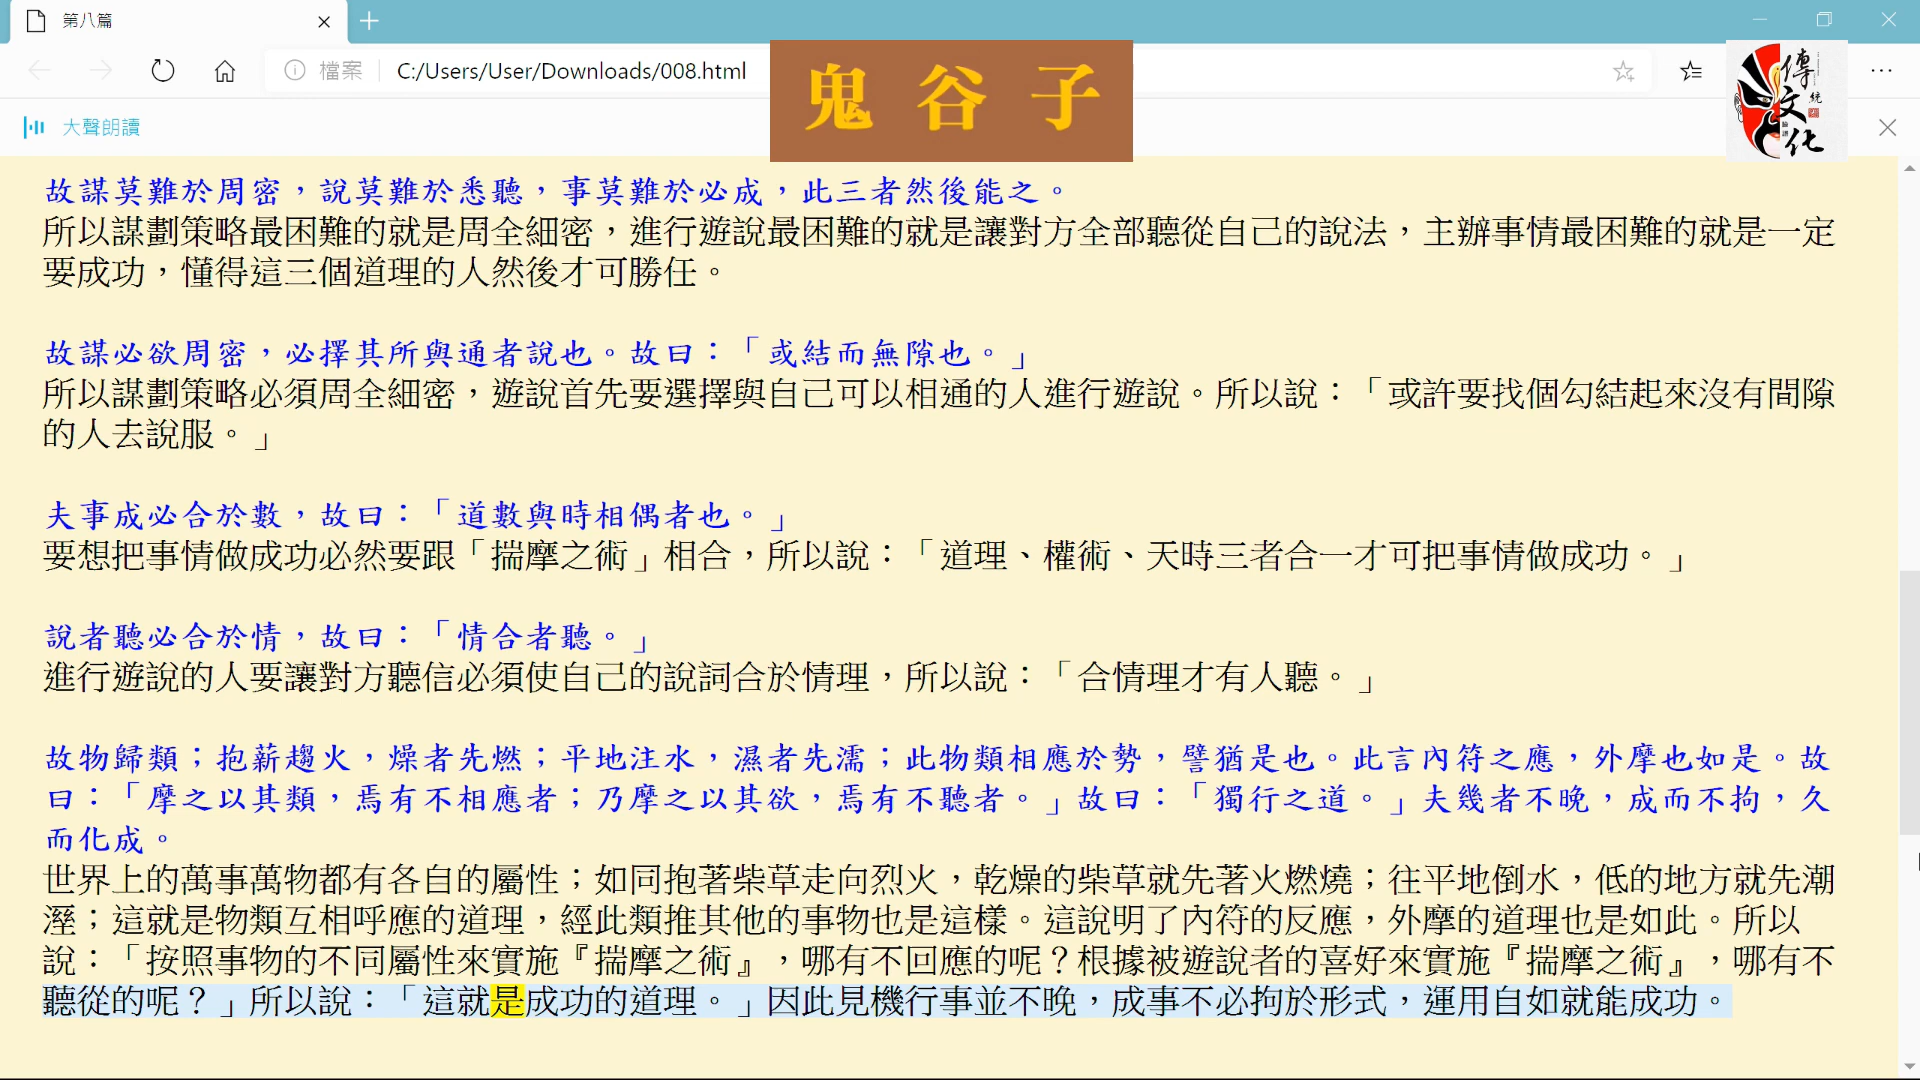 第八篇
檔案
C:/Users/User/Downloads/008.html
鬼谷子
傳統文化
大聲朗讀
故謀莫難於周密，說莫難於悉聽，事莫難於必成，此三者然後能之。
所以謀劃策略最困難的就是周全細密，進行遊說最困難的就是讓對方全部聽從自己的說法，主辦事情最困難的就是一定
要成功，懂得這三個道理的人然後才可勝任。
故謀必欲周密，必擇其所與通者說也。故曰：「或結而無隙也。」
所以謀劃策略必須周全細密，遊說首先要選擇與自己可以相通的人進行遊說。所以說：「或許要找個勾結起來沒有間隙
的人去說服。」
夫事成必合於數，故曰：「道數與時相偶者也。」
要想把事情做成功必然要跟「揣摩之術」相合，所以說：「道理、權術、天時三者合一才可把事情做成功。」
說者聽必合於情，故曰：「情合者聽。」
進行遊說的人要讓對方聽信必須使自己的說詞合於情理，所以說：「合情理才有人聽。」
故物歸類；抱薪趨火，燥者先燃；平地注水，濕者先濡；此物類相應於勢，譬猶是也。此言內符之應，外摩也如是。故
曰：「摩之以其類，焉有不相應者；乃摩之以其欲，焉有不聽者。」故曰：「獨行之道。」夫幾者不晚，成而不拘，久
而化成。
世界上的萬事萬物都有各自的屬性；如同抱著柴草走向烈火，乾燥的柴草就先著火燃燒；往平地倒水，低的地方就先潮
溼；這就是物類互相呼應的道理，經此類推其他的事物也是這樣。這說明了內符的反應，外摩的道理也是如此。所以
說：「按照事物的不同屬性來實施『揣摩之術』，哪有不回應的呢？根據被遊說者的喜好來實施『揣摩之術』，哪有不
聽從的呢？」所以說：「這就是成功的道理。」因此見機行事並不晚，成事不必拘於形式，運用自如就能成功。